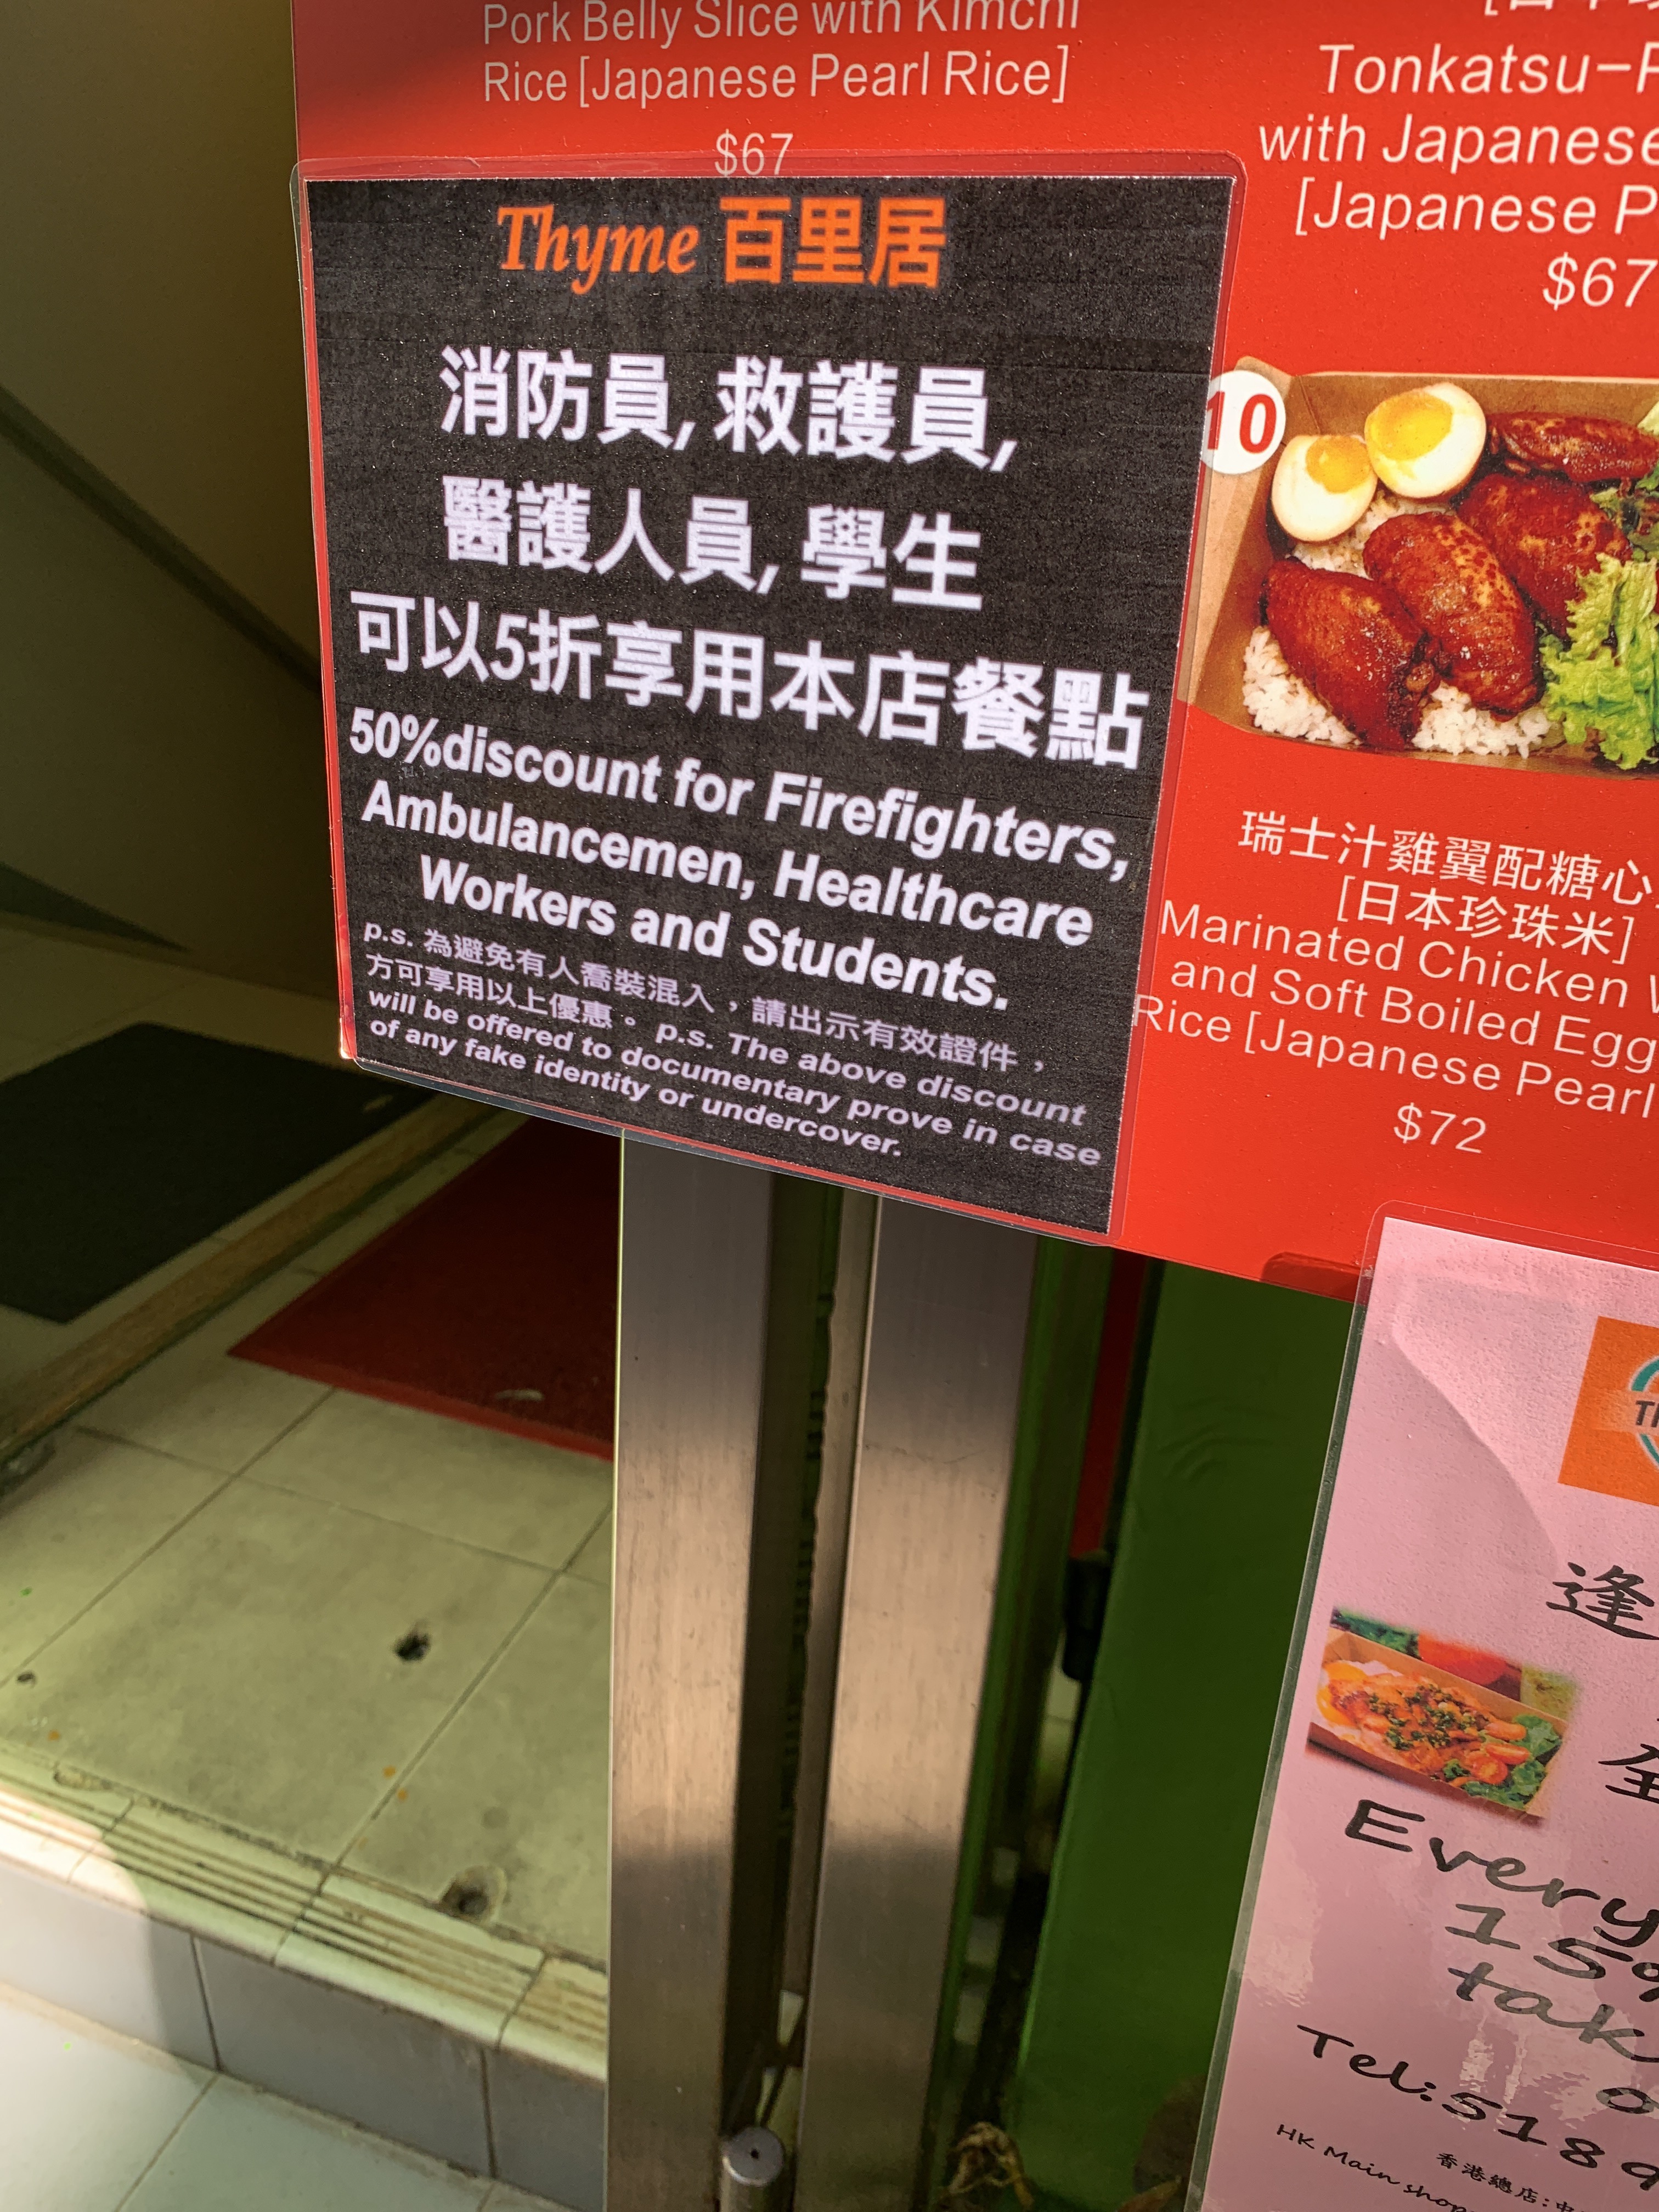 Pork Belly Slice with Kimchi
Rice [Japanese Pearl Rice]
$67
Tonkatsu-
with Japanese
[Japanese
$67
Thyme 百里居
消防員, 救護員,
醫護人員, 學生
可以5折享用本店餐點
50%discount for Firefighters,
Ambulancemen, Healthcare
Workers and Students.
p.s. 為避免有人喬裝混入，請出示有效證件，
方可享用以上優惠。 p.s. The above discount
will be offered to documentary prove in case
of any fake identity or undercover.
10
瑞士汁雞翼配糖心
[日本珍珠米]
Marinated Chicken
and Soft Boiled Egg
Rice [Japanese Pearl
$72
逢
全
Every
15
Tel:5189
香港總店:
HK Main shop